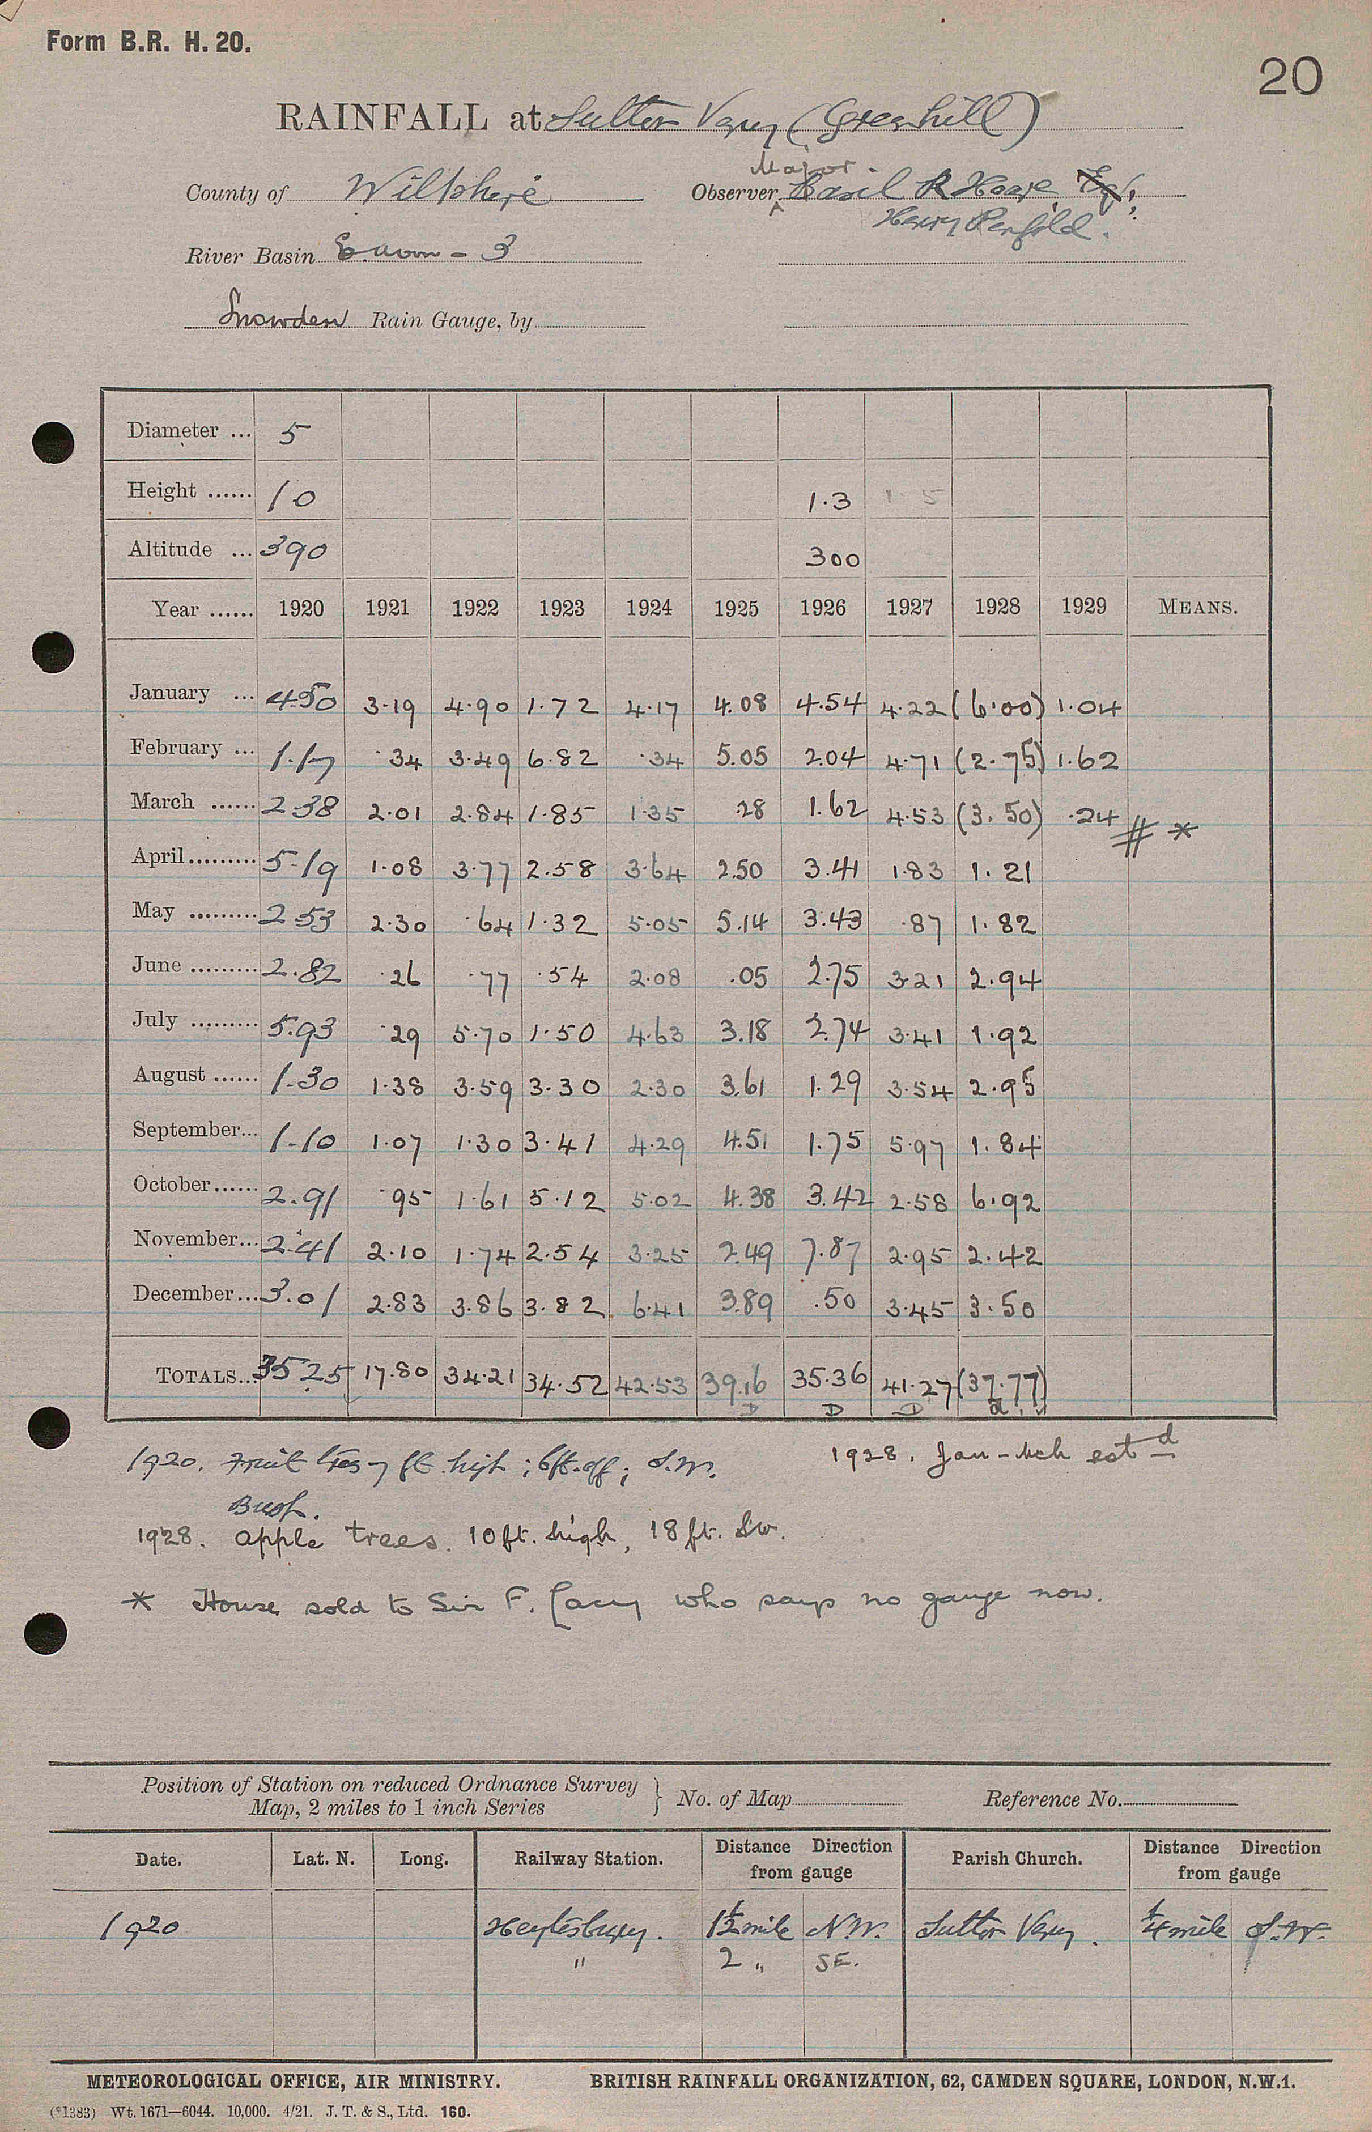 Form B.R. H. 20.
20
RAINFALL at Sutton Veny (Greenhill)
Major
County of Wiltshire Observer, Basil R Hoare Esq.
Henry Penfold.
River Basin Avon - 3
Snowdon Rain Gauge, by
Diameter ... 5
Height ...... 10 1.3 1 5
Altitude ... 390 300
Year ...... 1920 1921 1922 1923 1924 1925 1926 1927 1928 1929 MEANS.
January ... 4.50 3.19 4.90 1.72 4.17 4.08 4.54 4.22 (6.00) 1.04
February ... 1.17 .34 3.49 6.82 .34 5.05 2.04 4.71 (2.75) 1.62
March ...... 2.38 2.01 2.84 1.85 1.35 .28 1.62 4.53 (3.50) .24 # *
April......... 5.19 1.08 3.77 2.58 3.64 2.50 3.41 1.83 1.21
May ......... 2.53 2.30 .64 1.32 5.05 5.14 3.43 .87 1.82
June ......... 2.82 .26 .77 .54 2.08 .05 2.75 3.21 2.94
July ......... 5.93 .29 5.70 1.50 4.63 3.18 2.74 3.41 1.92
August ...... 1.30 1.38 3.59 3.30 2.30 3.61 1.29 3.54 2.95
September... 1.10 1.07 1.30 3.41 4.29 4.51 1.75 5.97 1.84
October...... 2.91 .95 1.61 5.12 5.02 4.38 3.42 2.58 6.92
November... 2.41 2.10 1.74 2.54 3.25 2.49 7.87 2.95 2.42
December... 3.01 2.83 3.86 3.82 6.41 3.89 .50 3.45 3.50
TOTALS... 35 25 17.80 34.21 34.52 42.53 39.16 35.36 41.27 (37.77)
D D D
1920. Fruit trees 7 ft high ; 6ft. off ; S.W. 1928. Jan - Mch estd
Bush.
1928. apple trees. 10ft. high, 18 ft. SW.
* House sold to Sir F. Lacy who says no gauge now.
Position of Station on reduced Ordnance Survey
Map, 2 miles to 1 inch Series } No. of Map Reference No.
Date. Lat. N. Long. Railway Station. Distance Direction from gauge Parish Church. Distance Direction from gauge
1920 Heytesbury. 1½ mile N.W. Sutton Veny. ¼ mile S.W.
" 2 " SE.
METEOROLOGICAL OFFICE, AIR MINISTRY. BRITISH RAINFALL ORGANIZATION, 62, CAMDEN SQUARE, LONDON, N.W.1.
(*1383) Wt. 1671—6044. 10,000. 4/21. J. T. & S., Ltd. 160.